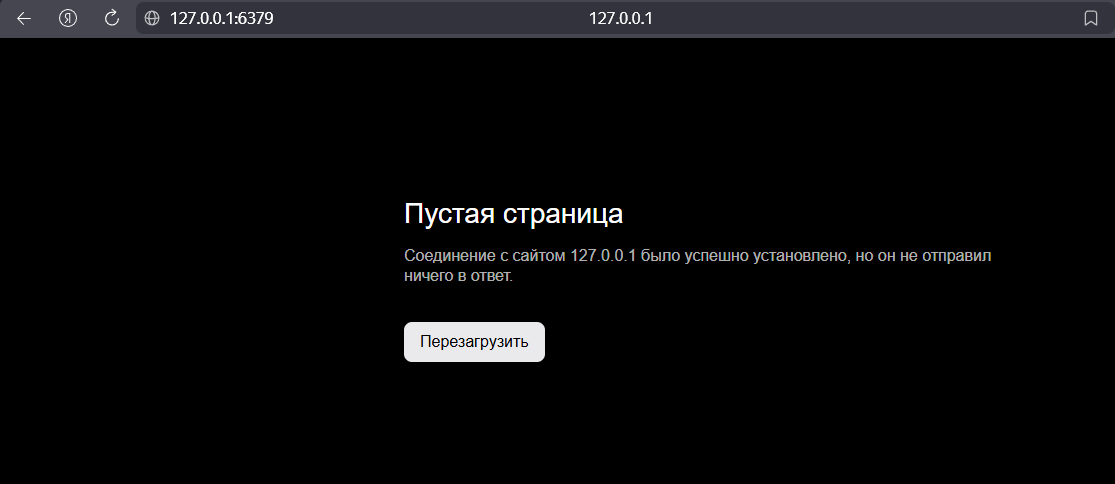 Я 127.0.0.1:6379 127.0.0.1
Пустая страница
Соединение с сайтом 127.0.0.1 было успешно установлено, но он не отправил
ничего в ответ.
Перезагрузить